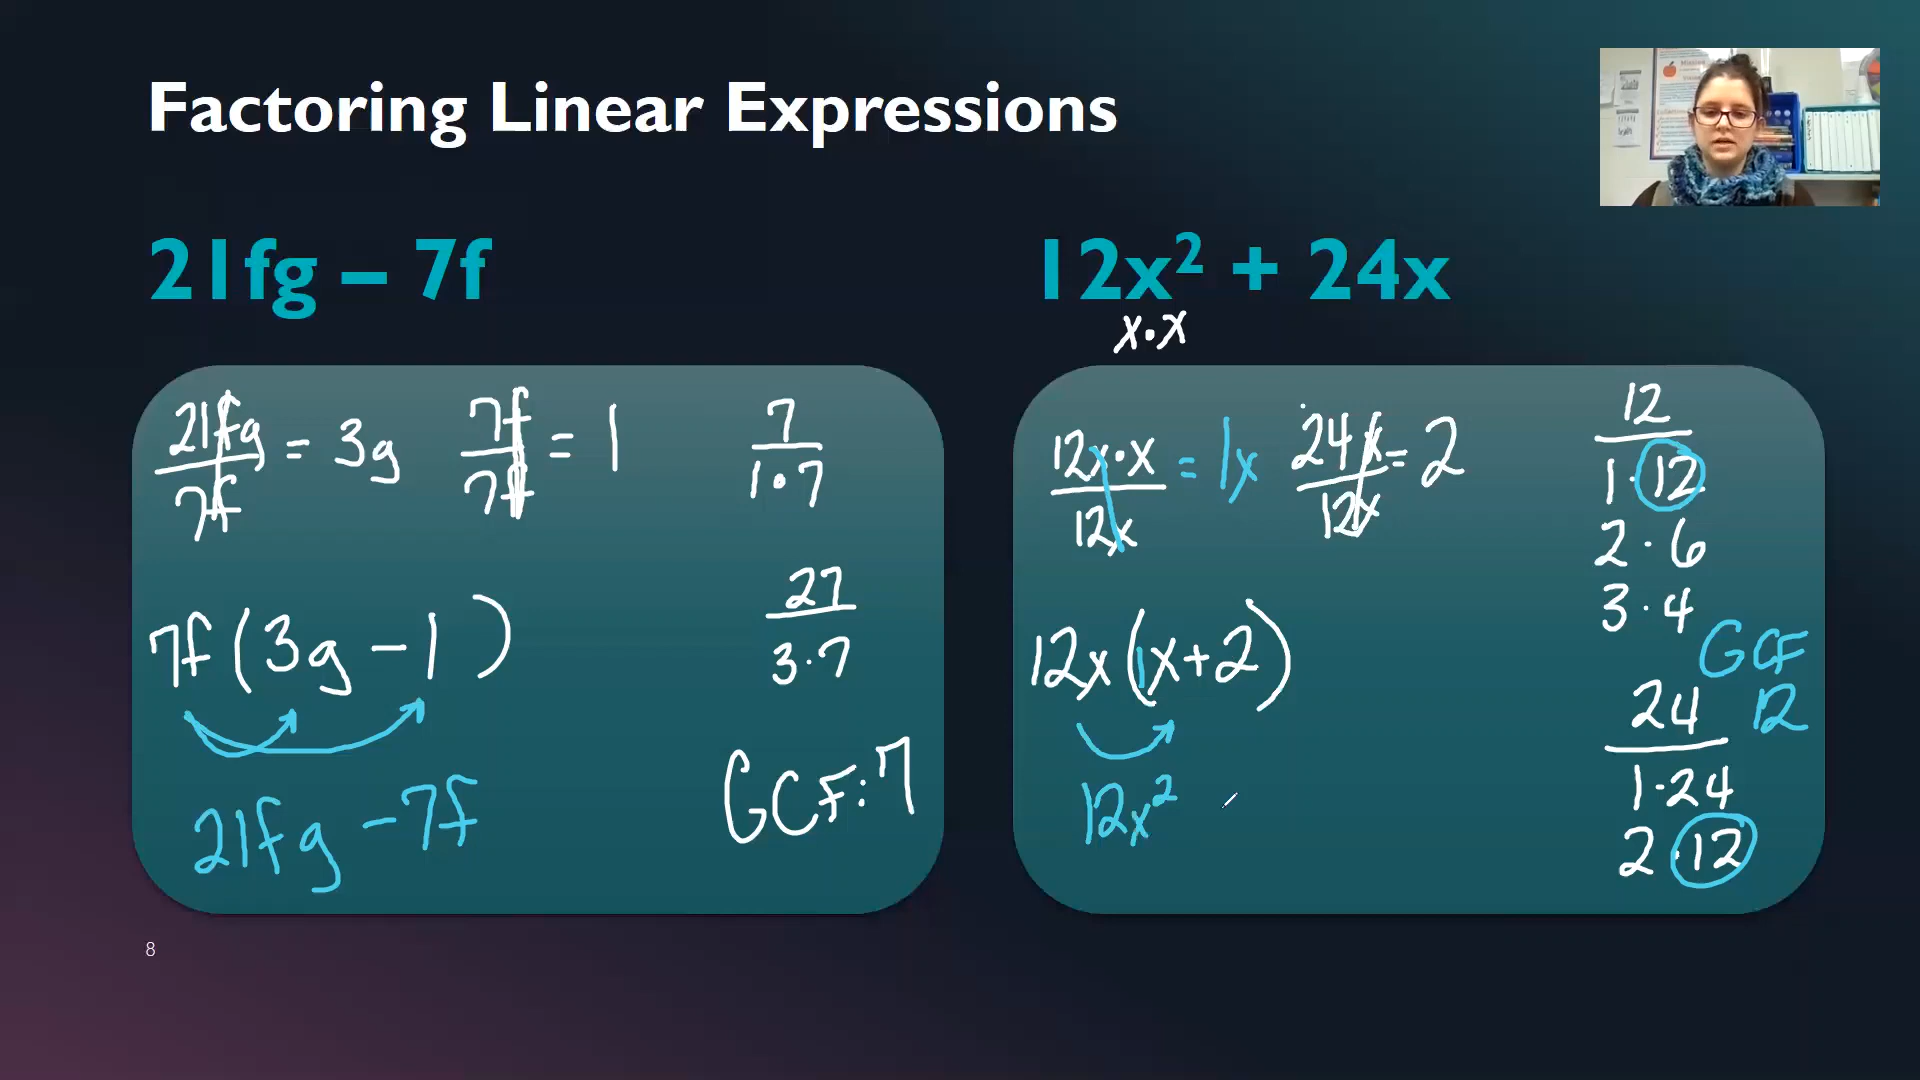 Factoring Linear Expressions
21fg – 7f
21fg/7f = 3g
7f/7f = 1
7
1 · 7
27
3 · 7
7f (3g – 1)
21fg – 7f
GCF: 7
12x² + 24x
x · x
12x · x/12x = 1x
24x/12x = 2
12
1 · 12
2 · 6
3 · 4
GCF
12
24
1 · 24
2 · 12
12x (1x + 2)
12x²
8